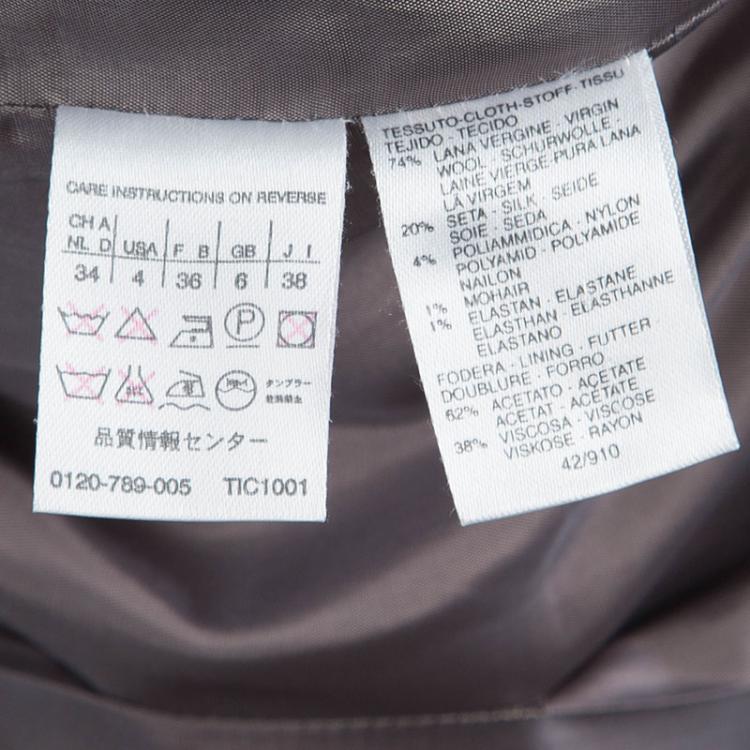 CARE INSTRUCTIONS ON REVERSE
CH A
NL D USA F B GB J I
34 4 36 6 38
P
タンブラー
乾燥禁止
品質情報センター
0120-789-005 TIC1001
TESSUTO-CLOTH-STOFF-TISSU
TEJIDO - TECIDO
74% LANA VERGINE - VIRGIN
WOOL - SCHURWOLLE -
LAINE VIERGE-PURA LANA
LÃ VIRGEM
20% SETA - SILK - SEIDE
SOIE - SEDA
4% POLIAMMIDICA - NYLON
POLYAMID - POLYAMIDE
NAILON
1% MOHAIR
1% ELASTAN - ELASTANE
ELASTHAN - ELASTHANNE
ELASTANO
FODERA - LINING - FUTTER -
DOUBLURE - FORRO
62% ACETATO - ACETATE
ACETAT - ACETATE
38% VISCOSA - VISCOSE
VISKOSE - RAYON
42/910